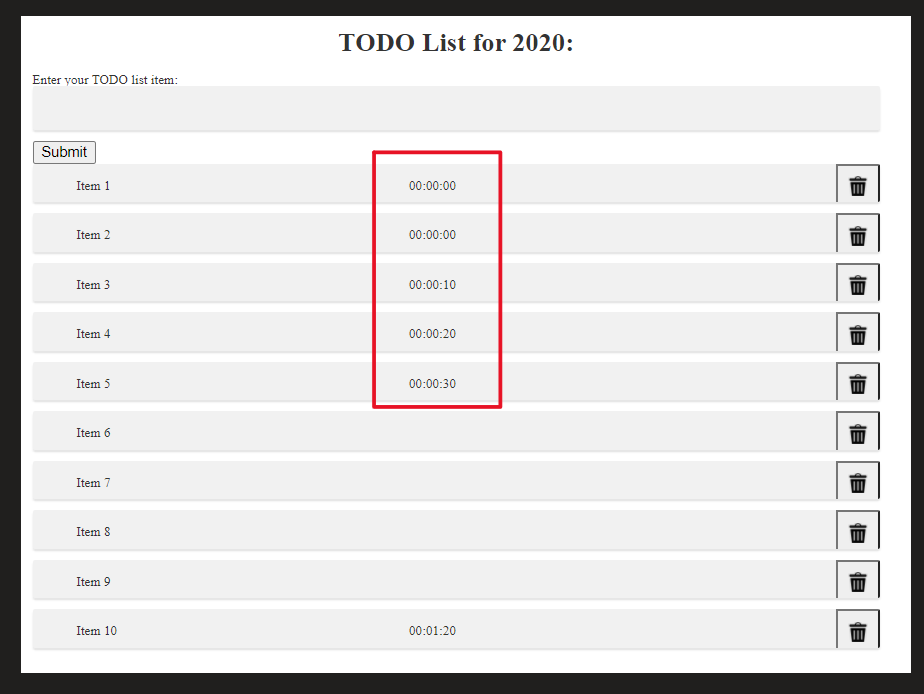 TODO List for 2020:
Enter your TODO list item:
Submit
Item 1 00:00:00
Item 2 00:00:00
Item 3 00:00:10
Item 4 00:00:20
Item 5 00:00:30
Item 6
Item 7
Item 8
Item 9
Item 10 00:01:20